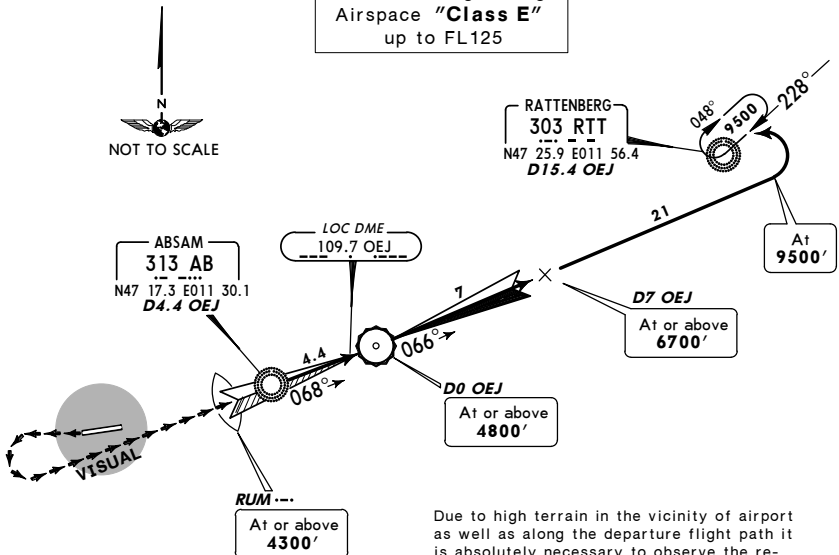 Airspace "Class E"
up to FL125
N
NOT TO SCALE
RATTENBERG
303 RTT
N47 25.9 E011 56.4
D15.4 OEJ
048°
9500
228°
21
At
9500'
LOC DME
109.7 OEJ
ABSAM
313 AB
N47 17.3 E011 30.1
D4.4 OEJ
7
D7 OEJ
At or above
6700'
4.4
066°
068°
D0 OEJ
At or above
4800'
VISUAL
RUM
At or above
4300'
Due to high terrain in the vicinity of airport
as well as along the departure flight path it
is absolutely necessary to observe the re-